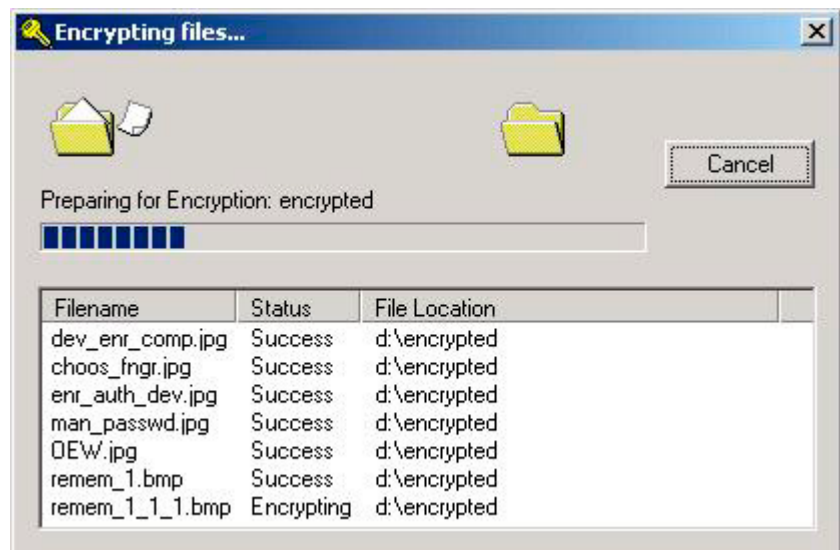 Encrypting files...
Cancel
Preparing for Encryption: encrypted
Filename Status File Location
dev_enr_comp.jpg Success d:\encrypted
choos_fngr.jpg Success d:\encrypted
enr_auth_dev.jpg Success d:\encrypted
man_passwd.jpg Success d:\encrypted
OEW.jpg Success d:\encrypted
remem_1.bmp Success d:\encrypted
remem_1_1_1.bmp Encrypting d:\encrypted